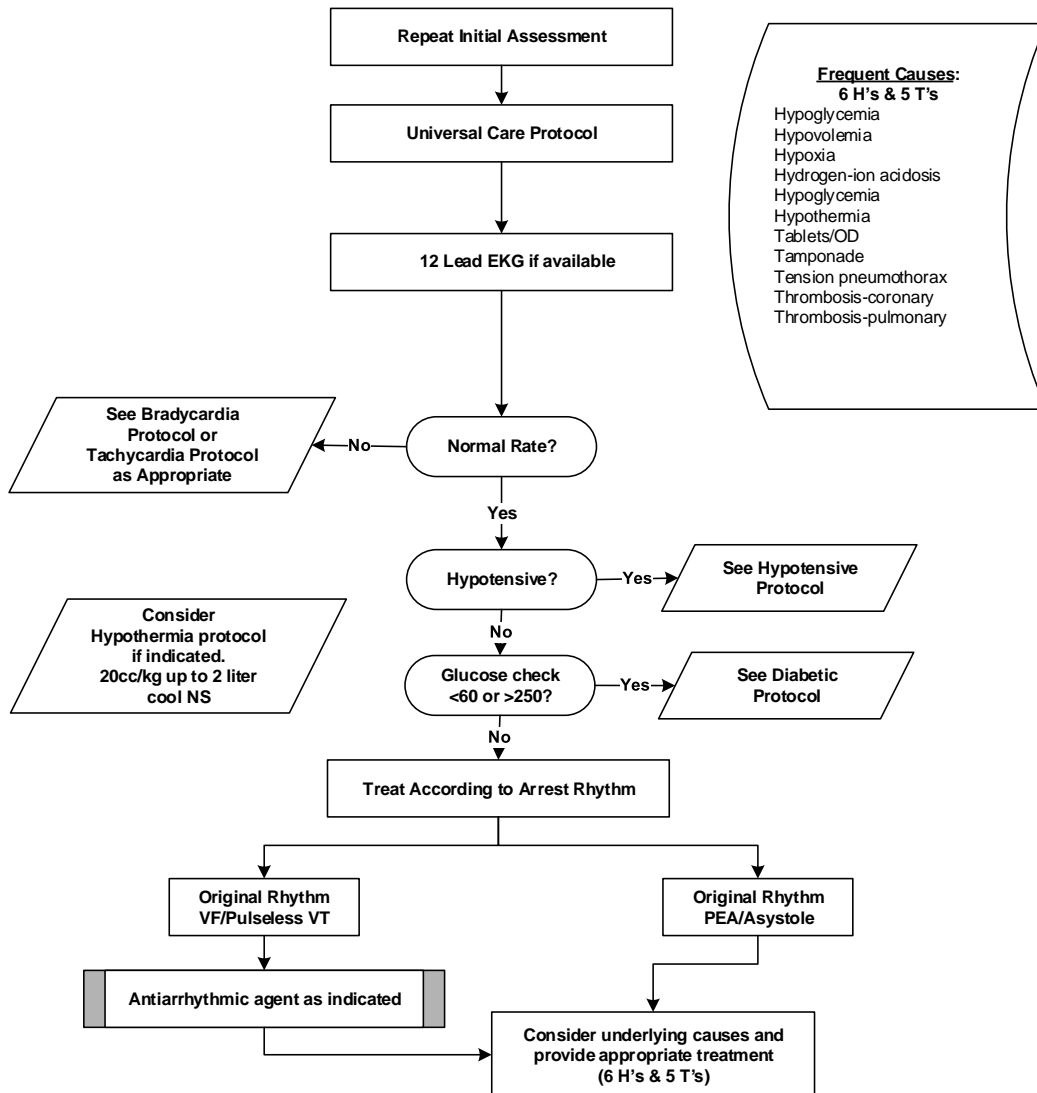 Repeat Initial Assessment
Frequent Causes:
6 H's & 5 T's
Hypoglycemia
Hypovolemia
Hypoxia
Hydrogen-ion acidosis
Hypoglycemia
Hypothermia
Tablets/OD
Tamponade
Tension pneumothorax
Thrombosis-coronary
Thrombosis-pulmonary
Universal Care Protocol
12 Lead EKG if available
See Bradycardia
Protocol or
Tachycardia Protocol
as Appropriate
No
Normal Rate?
Yes
Hypotensive?
Yes
See Hypotensive
Protocol
Consider
Hypothermia protocol
if indicated.
20cc/kg up to 2 liter
cool NS
No
Glucose check
<60 or >250?
Yes
See Diabetic
Protocol
No
Treat According to Arrest Rhythm
Original Rhythm
VF/Pulseless VT
Original Rhythm
PEA/Asystole
Antiarrhythmic agent as indicated
Consider underlying causes and
provide appropriate treatment
(6 H's & 5 T's)